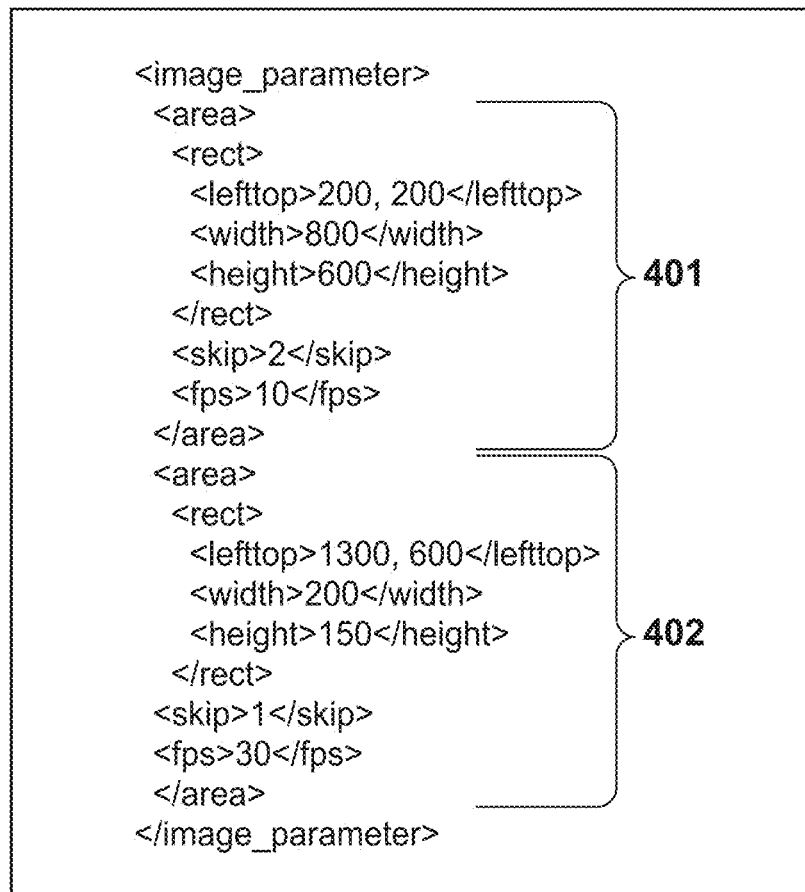 <image_parameter>
<area>
<rect>
<lefttop>200, 200</lefttop>
<width>800</width>
<height>600</height>
401
</rect>
<skip>2</skip>
<fps>10</fps>
</area>
<area>
<rect>
<lefttop>1300, 600</lefttop>
<width>200</width>
<height>150</height>
402
</rect>
<skip>1</skip>
<fps>30</fps>
</area>
</image_parameter>